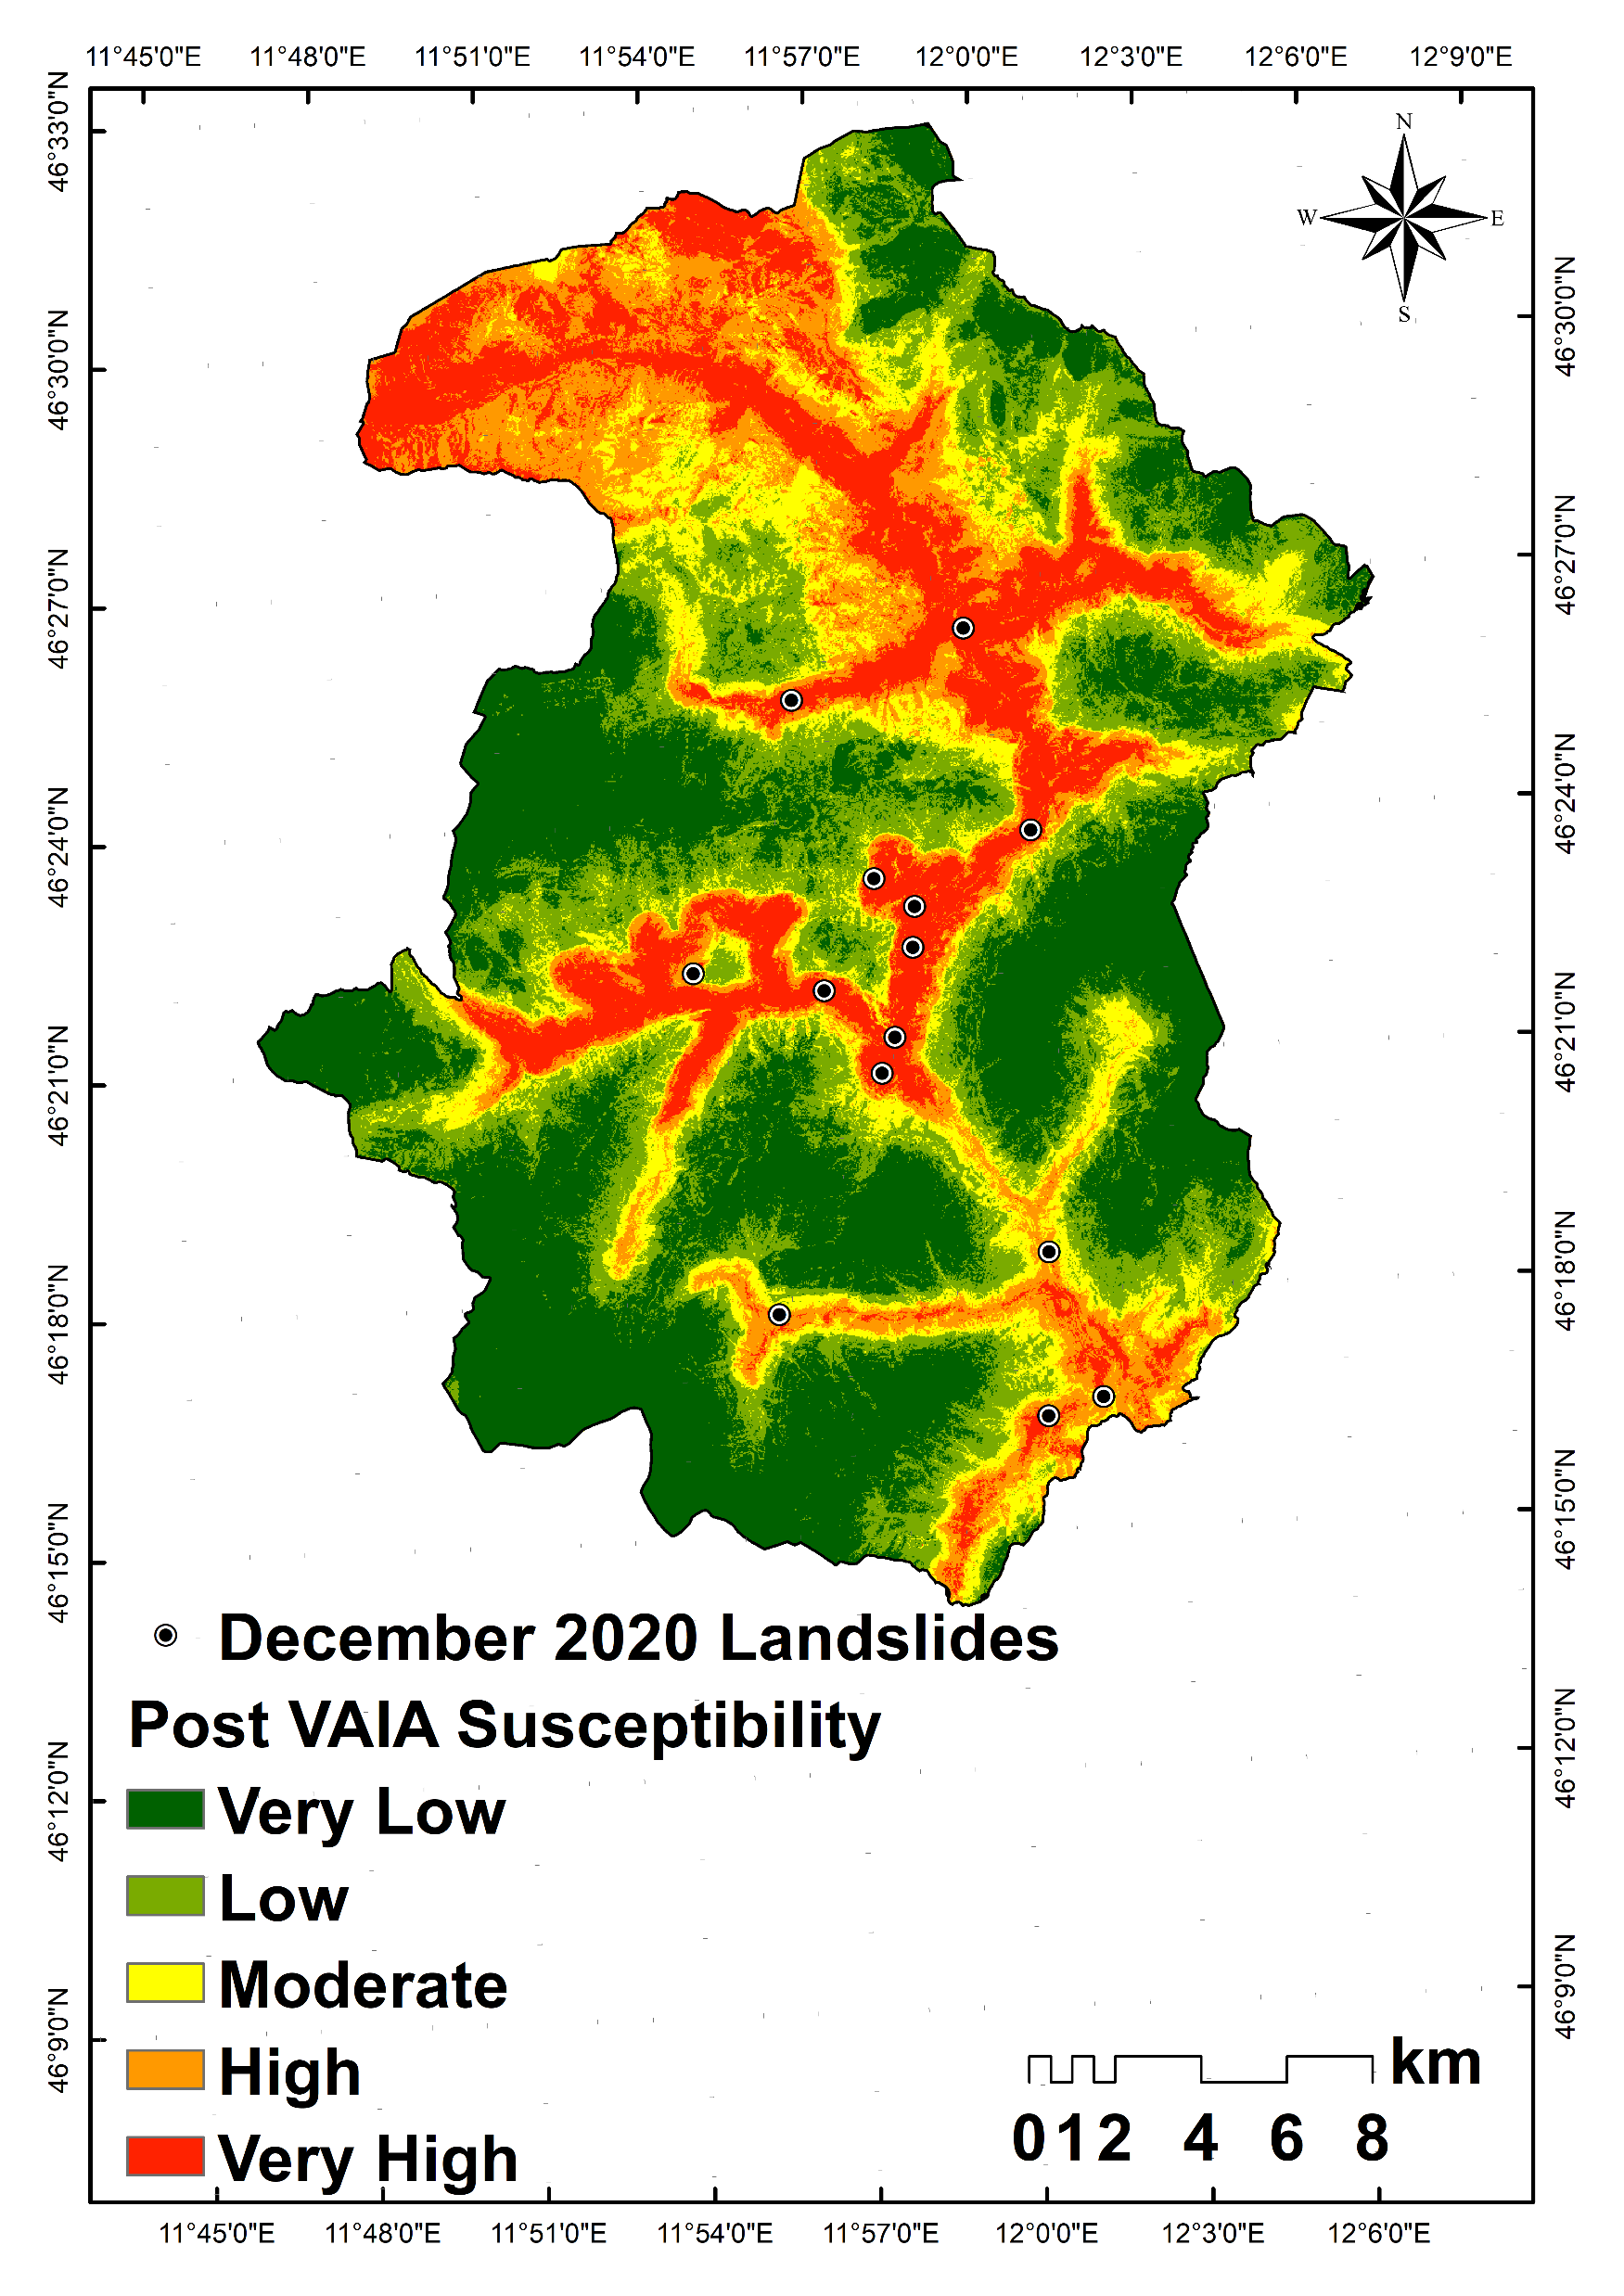 11°45'0"E 11°48'0"E 11°51'0"E 11°54'0"E 11°57'0"E 12°0'0"E 12°3'0"E 12°6'0"E 12°9'0"E
46°33'0"N
46°30'0"N
46°27'0"N
46°24'0"N
46°21'0"N
46°18'0"N
46°15'0"N
46°12'0"N
46°9'0"N
N
W E
S
46°30'0"N
46°27'0"N
46°24'0"N
46°21'0"N
46°18'0"N
46°15'0"N
46°12'0"N
46°9'0"N
December 2020 Landslides
Post VAIA Susceptibility
Very Low
Low
Moderate
High
Very High
km
0 1 2 4 6 8
11°45'0"E 11°48'0"E 11°51'0"E 11°54'0"E 11°57'0"E 12°0'0"E 12°3'0"E 12°6'0"E